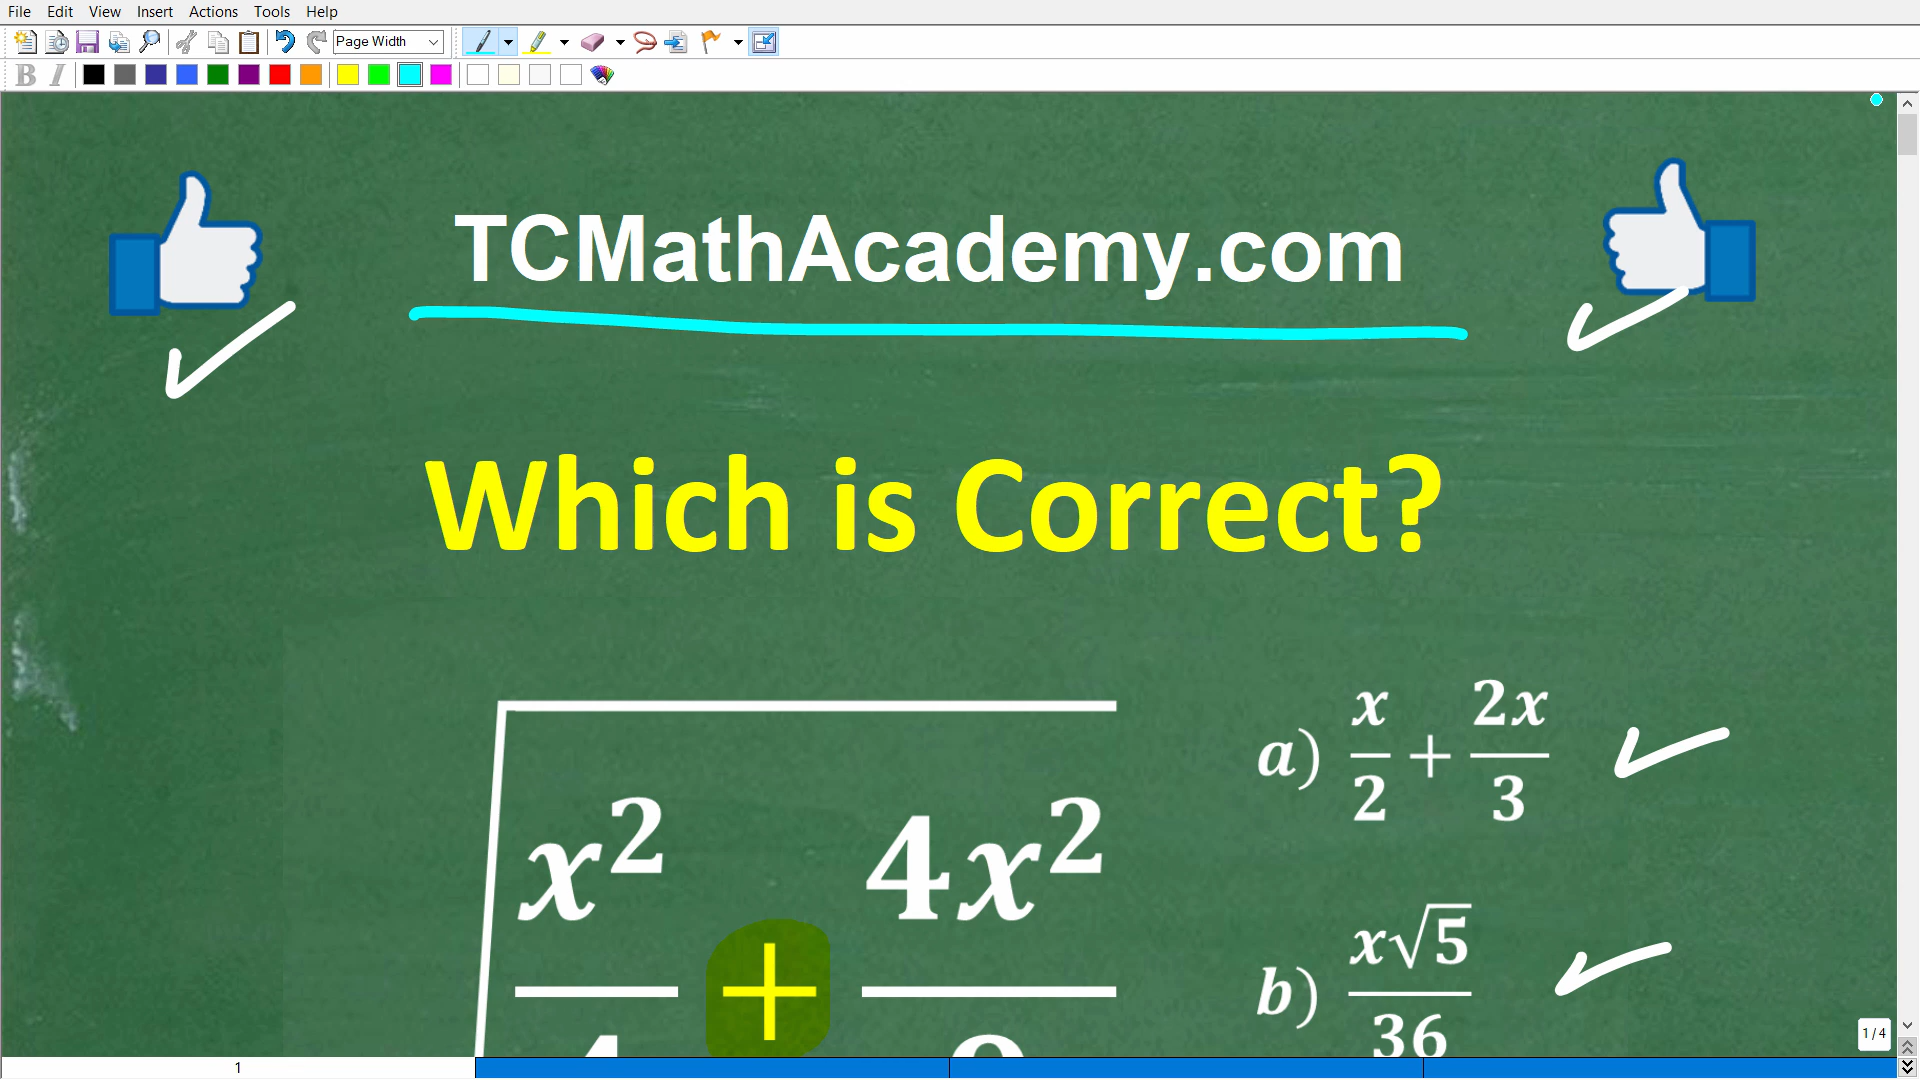 File Edit View Insert Actions Tools Help
Page Width
B I
TCMathAcademy.com
Which is Correct?
a) x/2 + 2x/3
√ x²/4 + 4x²/
b) x√5/36
1 / 4
1